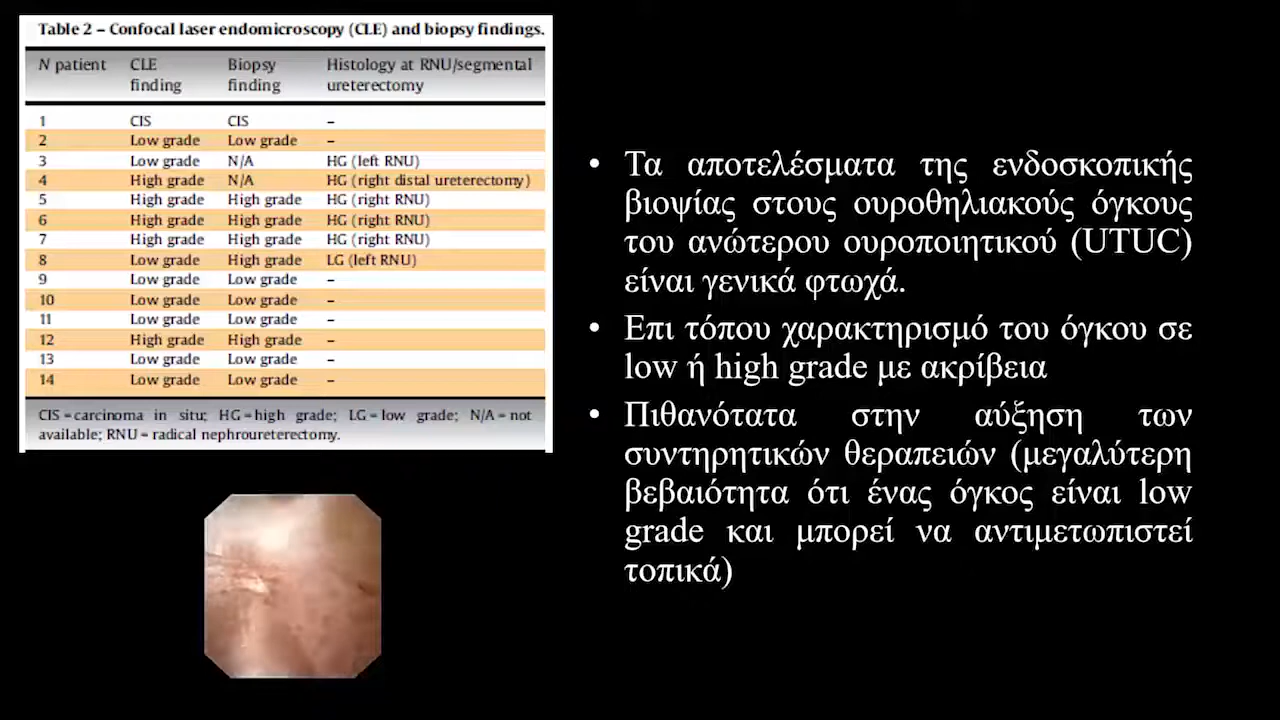 Table 2 – Confocal laser endomicroscopy (CLE) and biopsy findings.
N patient CLE finding Biopsy finding Histology at RNU/segmental ureterectomy
1 CIS CIS –
2 Low grade Low grade –
3 Low grade N/A HG (left RNU)
4 High grade N/A HG (right distal ureterectomy)
5 High grade High grade HG (right RNU)
6 High grade High grade HG (right RNU)
7 High grade High grade HG (right RNU)
8 Low grade High grade LG (left RNU)
9 Low grade Low grade –
10 Low grade Low grade –
11 Low grade Low grade –
12 High grade High grade –
13 Low grade Low grade –
14 Low grade Low grade –
CIS = carcinoma in situ; HG = high grade; LG = low grade; N/A = not
available; RNU = radical nephroureterectomy.
• Τα αποτελέσματα της ενδοσκοπικής
βιοψίας στους ουροθηλιακούς όγκους
του ανώτερου ουροποιητικού (UTUC)
είναι γενικά φτωχά.
• Επι τόπου χαρακτηρισμό του όγκου σε
low ή high grade με ακρίβεια
• Πιθανότατα στην αύξηση των
συντηρητικών θεραπειών (μεγαλύτερη
βεβαιότητα ότι ένας όγκος είναι low
grade και μπορεί να αντιμετωπιστεί
τοπικά)